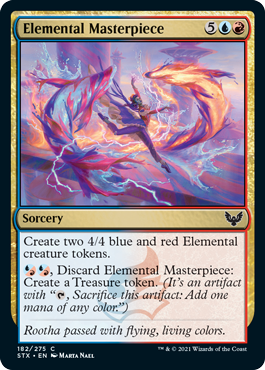 Elemental Masterpiece 5
Sorcery
Create two 4/4 blue and red Elemental
creature tokens.
, Discard Elemental Masterpiece:
Create a Treasure token. (It's an artifact
with “, Sacrifice this artifact: Add one
mana of any color.”)
Rootha passed with flying, living colors.
182/275 C
STX • EN Marta Nael
™ & © 2021 Wizards of the Coast